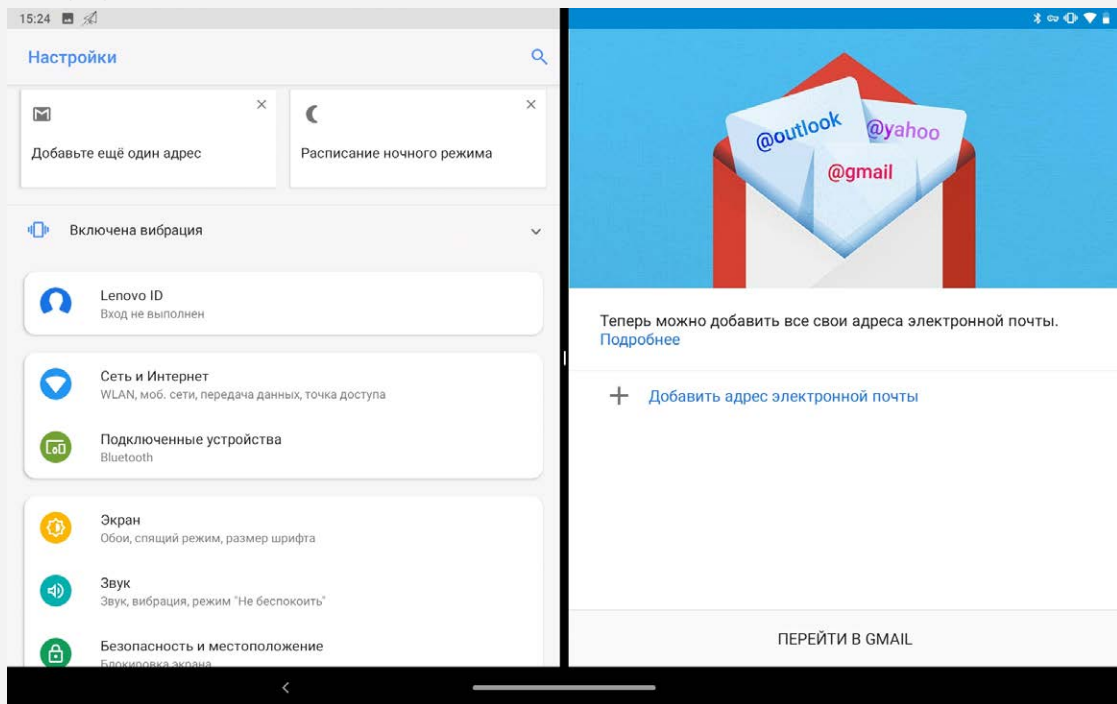 15:24
Настройки
Добавьте ещё один адрес
Расписание ночного режима
Включена вибрация
Lenovo ID
Вход не выполнен
Сеть и Интернет
WLAN, моб. сети, передача данных, точка доступа
Подключенные устройства
Bluetooth
Экран
Обои, спящий режим, размер шрифта
Звук
Звук, вибрация, режим "Не беспокоить"
Безопасность и местоположение
Блокировка экрана
@outlook
@yahoo
@gmail
Теперь можно добавить все свои адреса электронной почты.
Подробнее
Добавить адрес электронной почты
ПЕРЕЙТИ В GMAIL